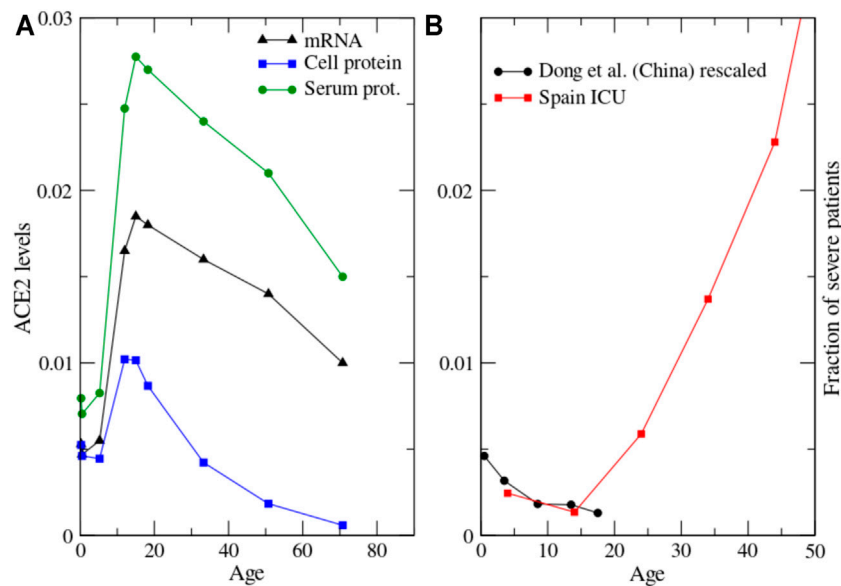 A
0.03
0.02
0.01
0
ACE2 levels
mRNA
Cell protein
Serum prot.
0
20
40
60
80
Age
B
Dong et al. (China) rescaled
Spain ICU
0.02
0.01
0
Fraction of severe patients
0
10
20
30
40
50
Age